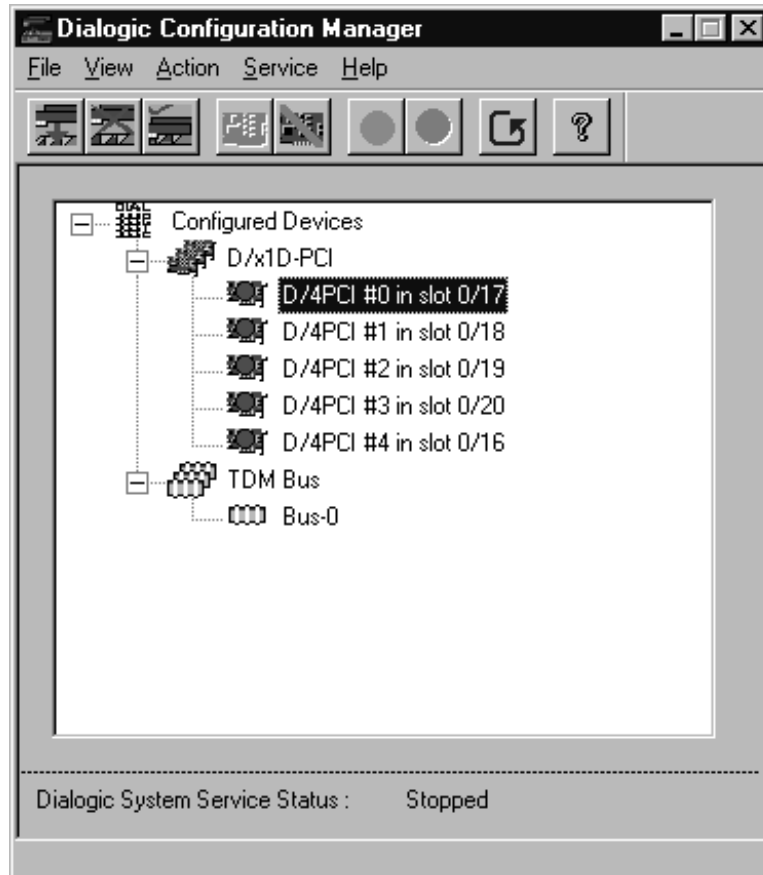 Dialogic Configuration Manager
File View Action Service Help
Configured Devices
D/x1D-PCI
D/4PCI #0 in slot 0/17
D/4PCI #1 in slot 0/18
D/4PCI #2 in slot 0/19
D/4PCI #3 in slot 0/20
D/4PCI #4 in slot 0/16
TDM Bus
Bus-0
Dialogic System Service Status : Stopped